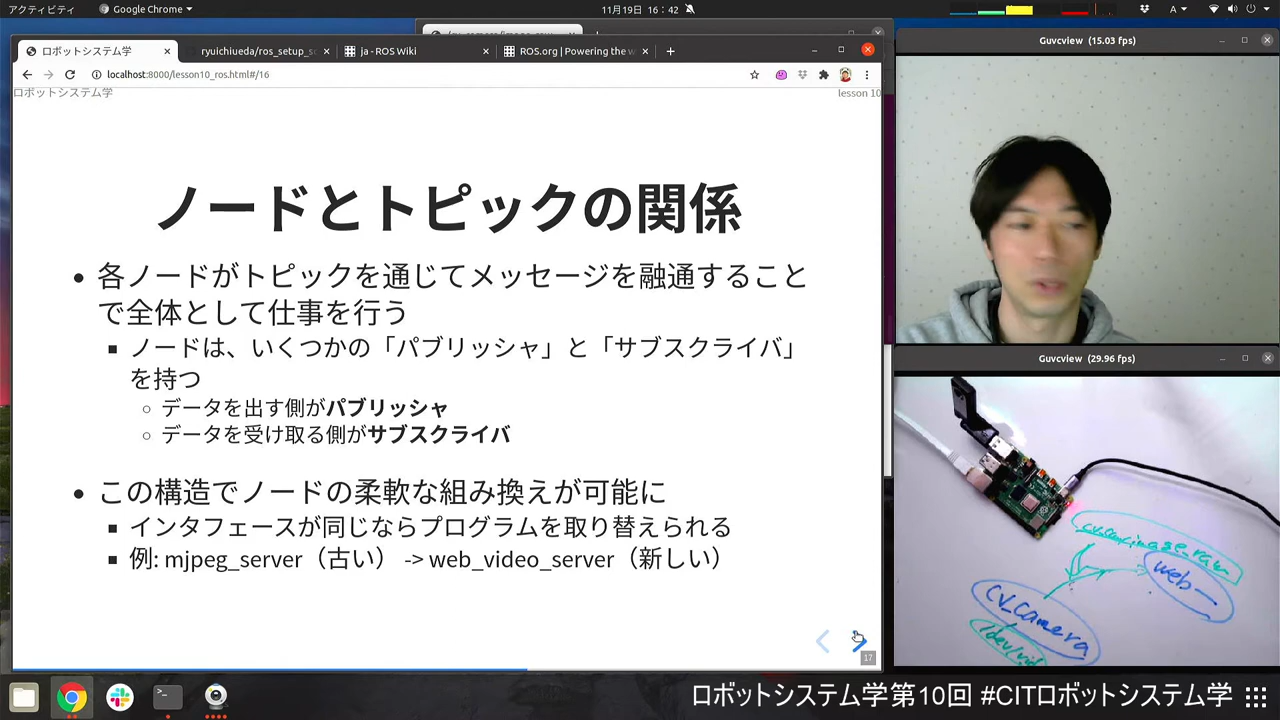 アクティビティ
Google Chrome
11月19日 16:42
A
ロボットシステム学
ryuichiueda/ros_setup_sc
ja - ROS Wiki
ROS.org | Powering the w
localhost:8000/lesson10_ros.html#/16
ロボットシステム学
lesson 10
ノードとトピックの関係
各ノードがトピックを通じてメッセージを融通すること
で全体として仕事を行う
ノードは、いくつかの「パブリッシャ」と「サブスクライバ」
を持つ
データを出す側がパブリッシャ
データを受け取る側がサブスクライバ
この構造でノードの柔軟な組み換えが可能に
インタフェースが同じならプログラムを取り替えられる
例: mjpeg_server（古い） -> web_video_server（新しい）
17
Guvcview (15.03 fps)
Guvcview (29.96 fps)
web
cv_camera
ロボットシステム学第10回 #CITロボットシステム学